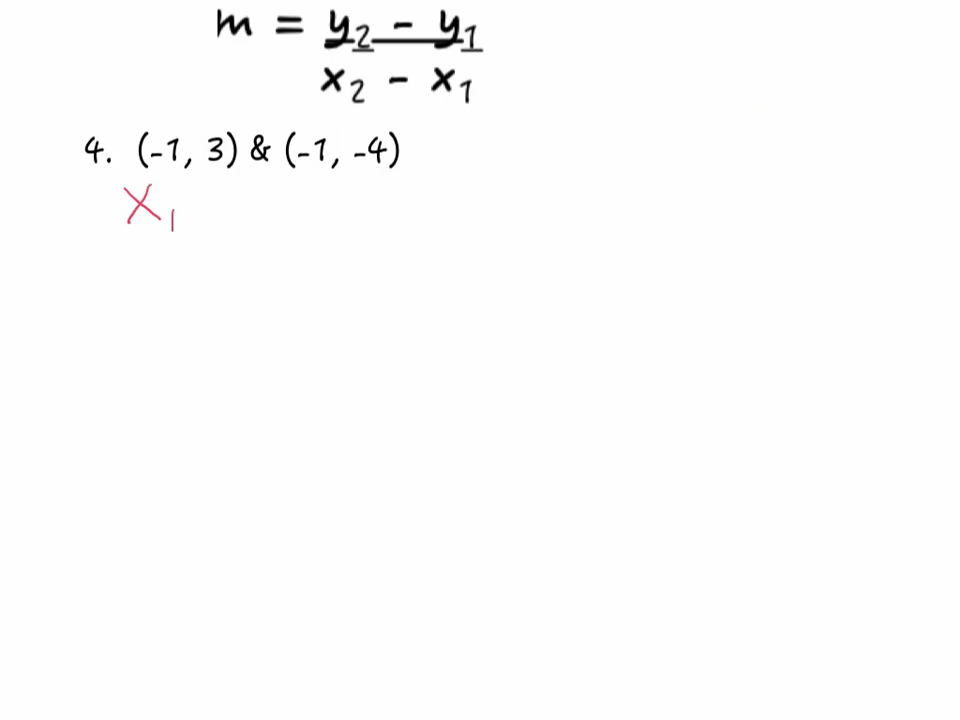 m = y₂ - y₁
x₂ - x₁
4. (-1, 3) & (-1, -4)
X₁